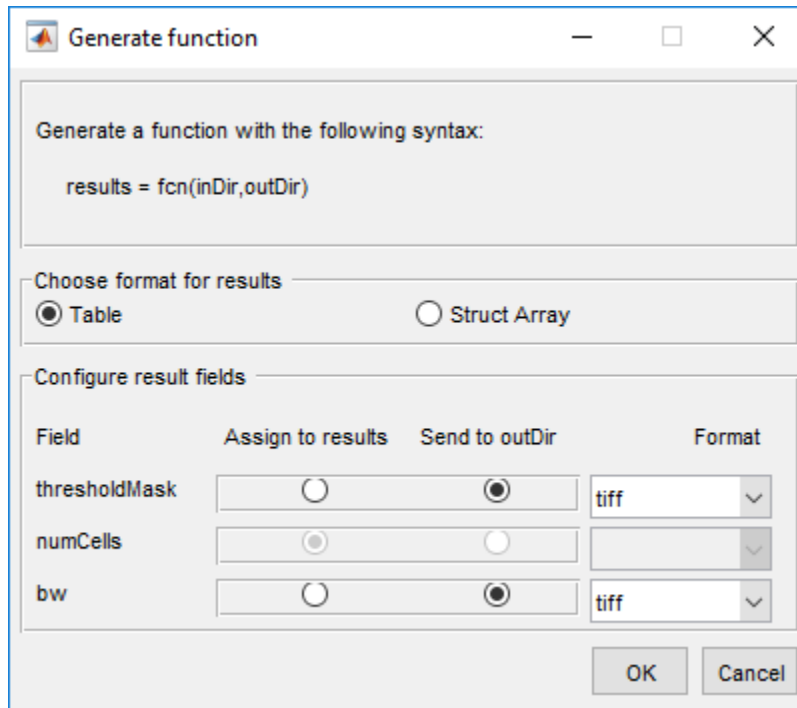 Generate function
Generate a function with the following syntax:
results = fcn(inDir,outDir)
Choose format for results
Table Struct Array
Configure result fields
Field Assign to results Send to outDir Format
thresholdMask tiff
numCells
bw tiff
OK Cancel